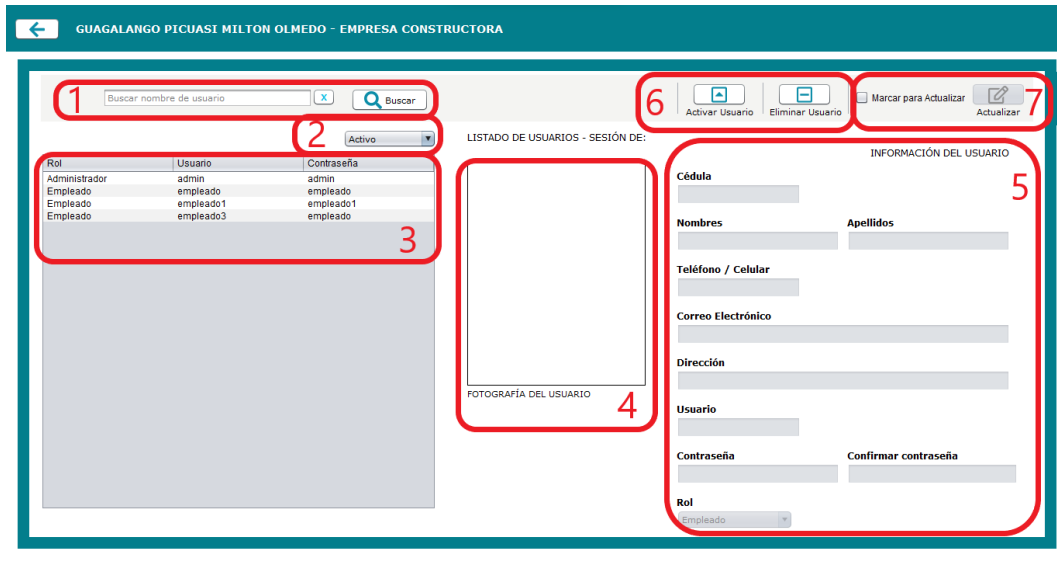 GUAGALANGO PICUASI MILTON OLMEDO - EMPRESA CONSTRUCTORA
1
Buscar nombre de usuario
X
Buscar
6
Activar Usuario
Eliminar Usuario
Marcar para Actualizar
Actualizar
7
2
Activo
LISTADO DE USUARIOS - SESIÓN DE:
Rol Usuario Contraseña
Administrador admin admin
Empleado empleado empleado
Empleado empleado1 empleado1
Empleado empleado3 empleado
3
FOTOGRAFÍA DEL USUARIO
4
INFORMACIÓN DEL USUARIO
5
Cédula
Nombres Apellidos
Teléfono / Celular
Correo Electrónico
Dirección
Usuario
Contraseña Confirmar contraseña
Rol
Empleado